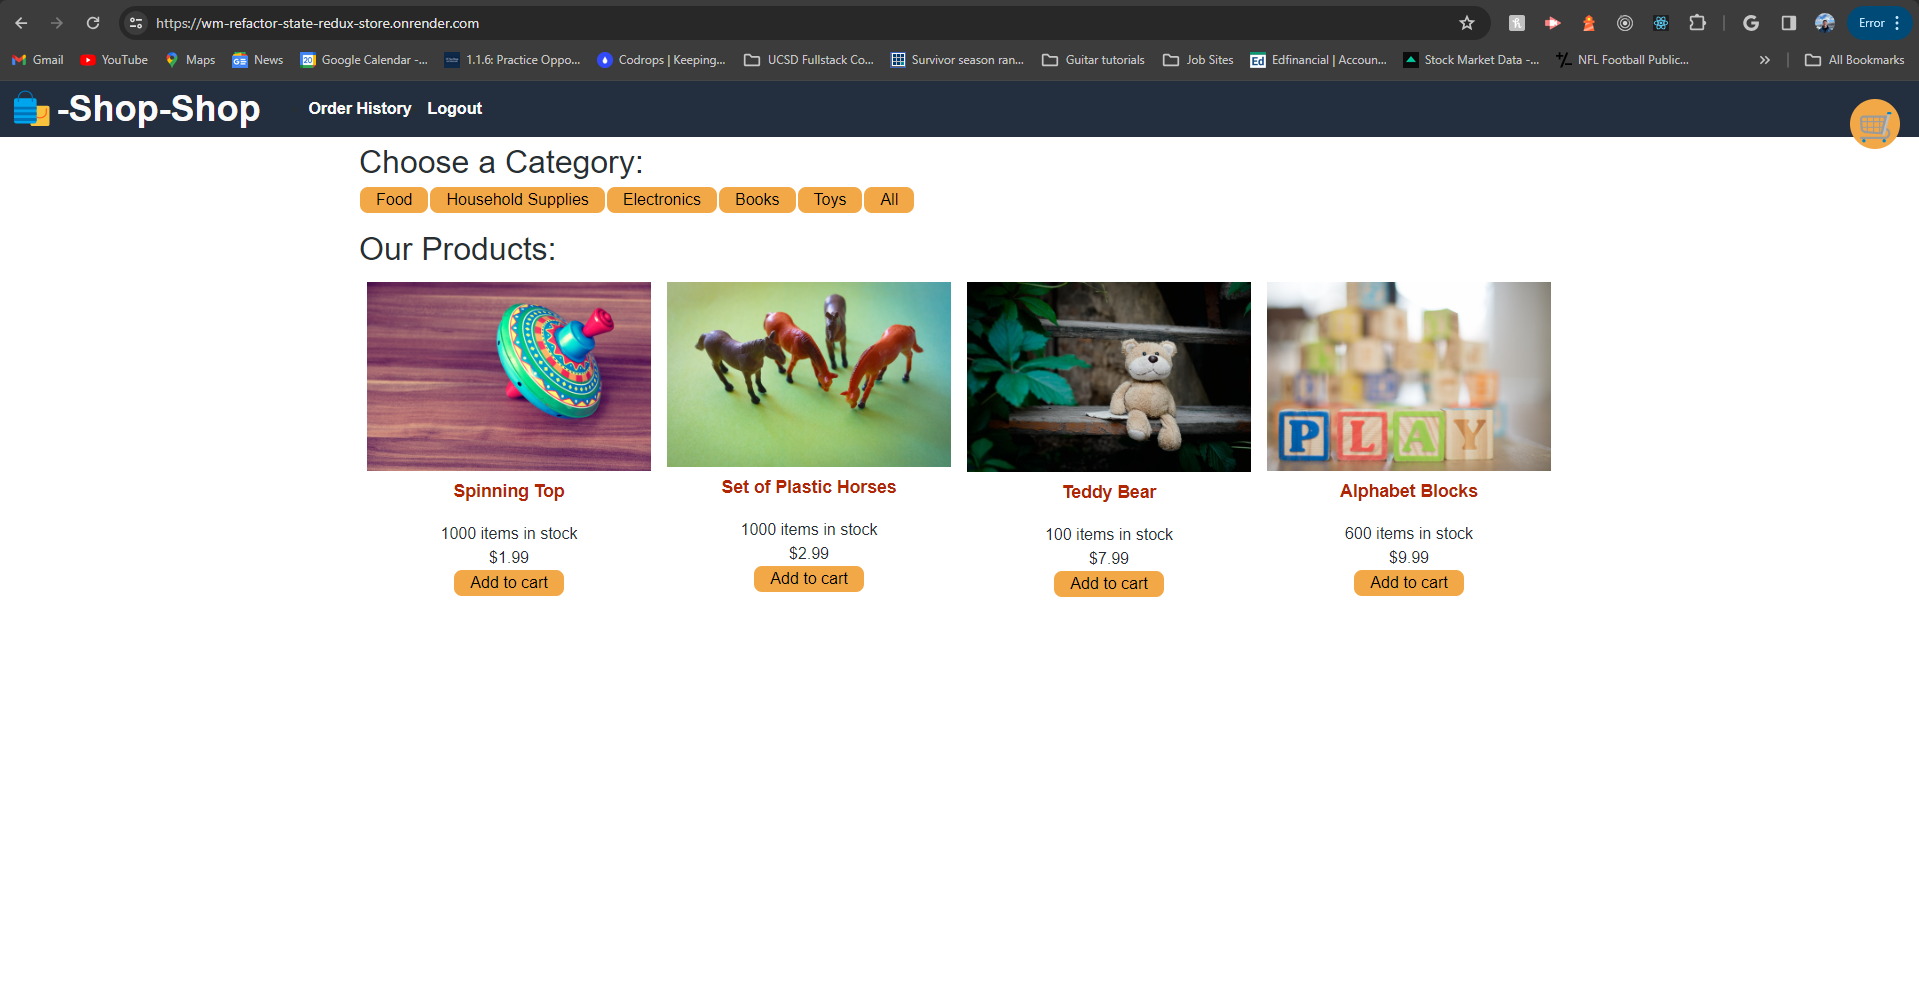 https://wm-refactor-state-redux-store.onrender.com
Error
Gmail YouTube Maps News Google Calendar -... 1.1.6: Practice Oppo... Codrops | Keeping... UCSD Fullstack Co... Survivor season ran... Guitar tutorials Job Sites Edfinancial | Accoun... Stock Market Data -... NFL Football Public... » All Bookmarks
-Shop-Shop Order History Logout
Choose a Category:
Food Household Supplies Electronics Books Toys All
Our Products:
PLAY
Spinning Top Set of Plastic Horses Teddy Bear Alphabet Blocks
1000 items in stock 1000 items in stock 100 items in stock 600 items in stock
$1.99 $2.99 $7.99 $9.99
Add to cart Add to cart Add to cart Add to cart